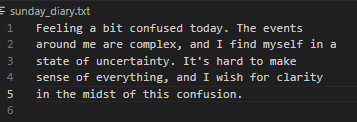 sunday_diary.txt
1 Feeling a bit confused today. The events
2 around me are complex, and I find myself in a
3 state of uncertainty. It's hard to make
4 sense of everything, and I wish for clarity
5 in the midst of this confusion.
6